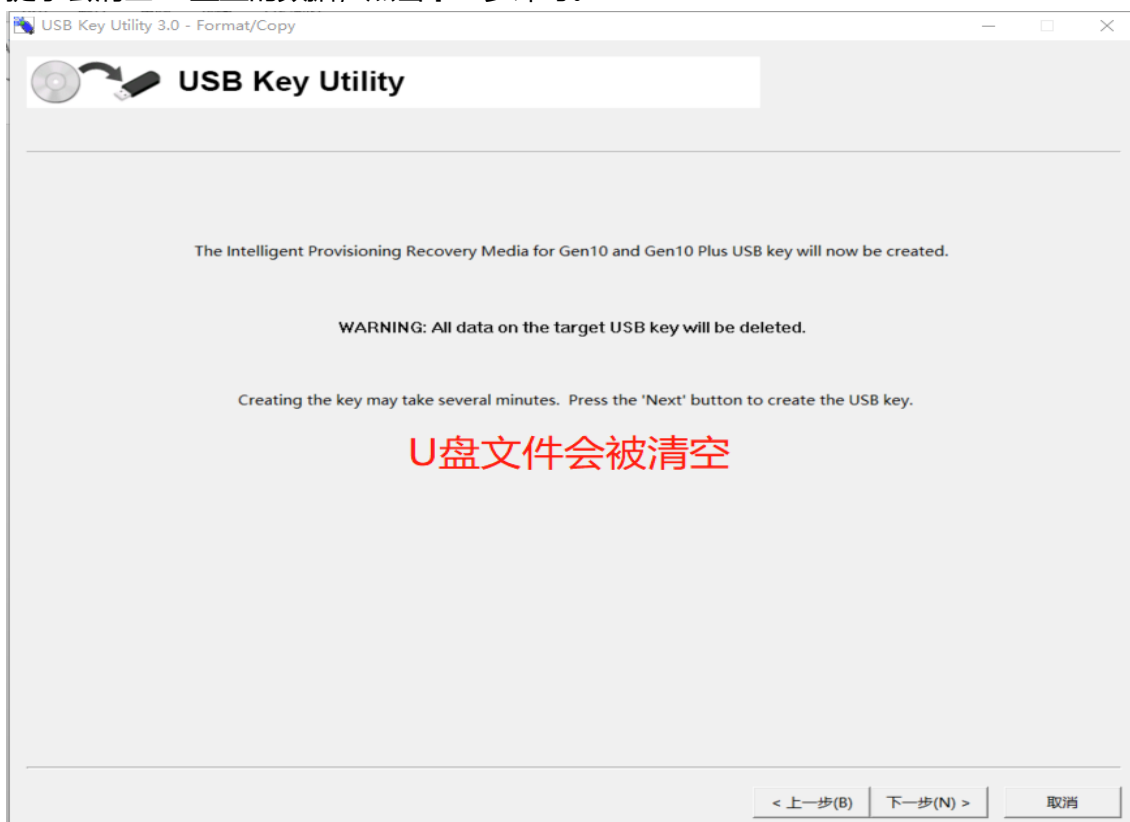 USB Key Utility 3.0 - Format/Copy
USB Key Utility
The Intelligent Provisioning Recovery Media for Gen10 and Gen10 Plus USB key will now be created.
WARNING: All data on the target USB key will be deleted.
Creating the key may take several minutes. Press the 'Next' button to create the USB key.
U盘文件会被清空
< 上一步(B)
下一步(N) >
取消